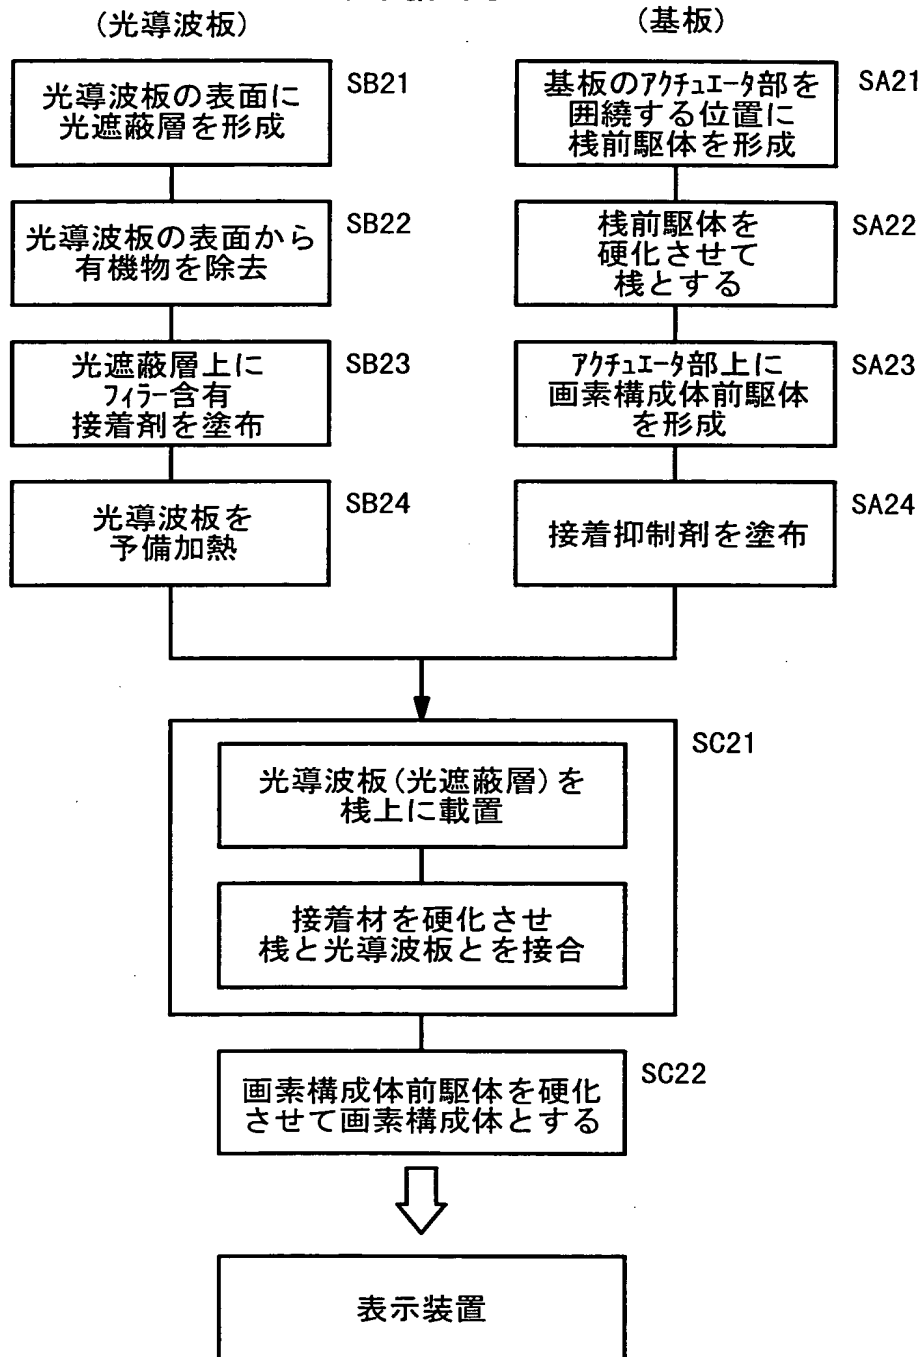 (光導波板)
(基板)
光導波板の表面に
光遮蔽層を形成
SB21
基板のアクチュエータ部を
囲繞する位置に
桟前駆体を形成
SA21
光導波板の表面から
有機物を除去
SB22
桟前駆体を
硬化させて
桟とする
SA22
光遮蔽層上に
フィラー含有
接着剤を塗布
SB23
アクチュエータ部上に
画素構成体前駆体
を形成
SA23
光導波板を
予備加熱
SB24
接着抑制剤を塗布
SA24
SC21
光導波板(光遮蔽層)を
桟上に載置
接着材を硬化させ
桟と光導波板とを接合
SC22
画素構成体前駆体を硬化
させて画素構成体とする
表示装置